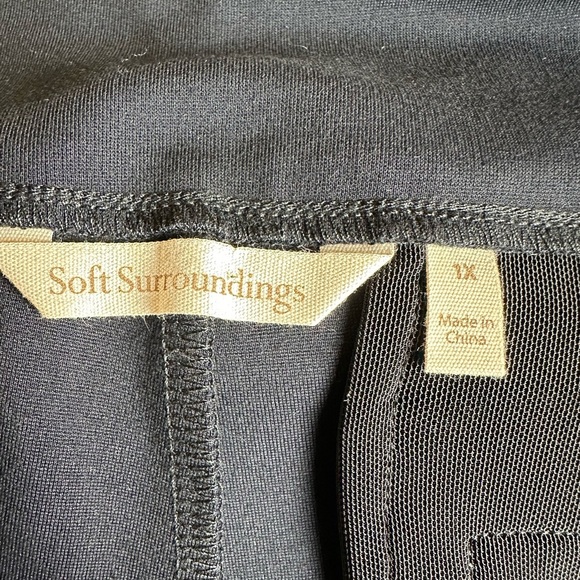 Soft Surroundings
1X
Made in
China